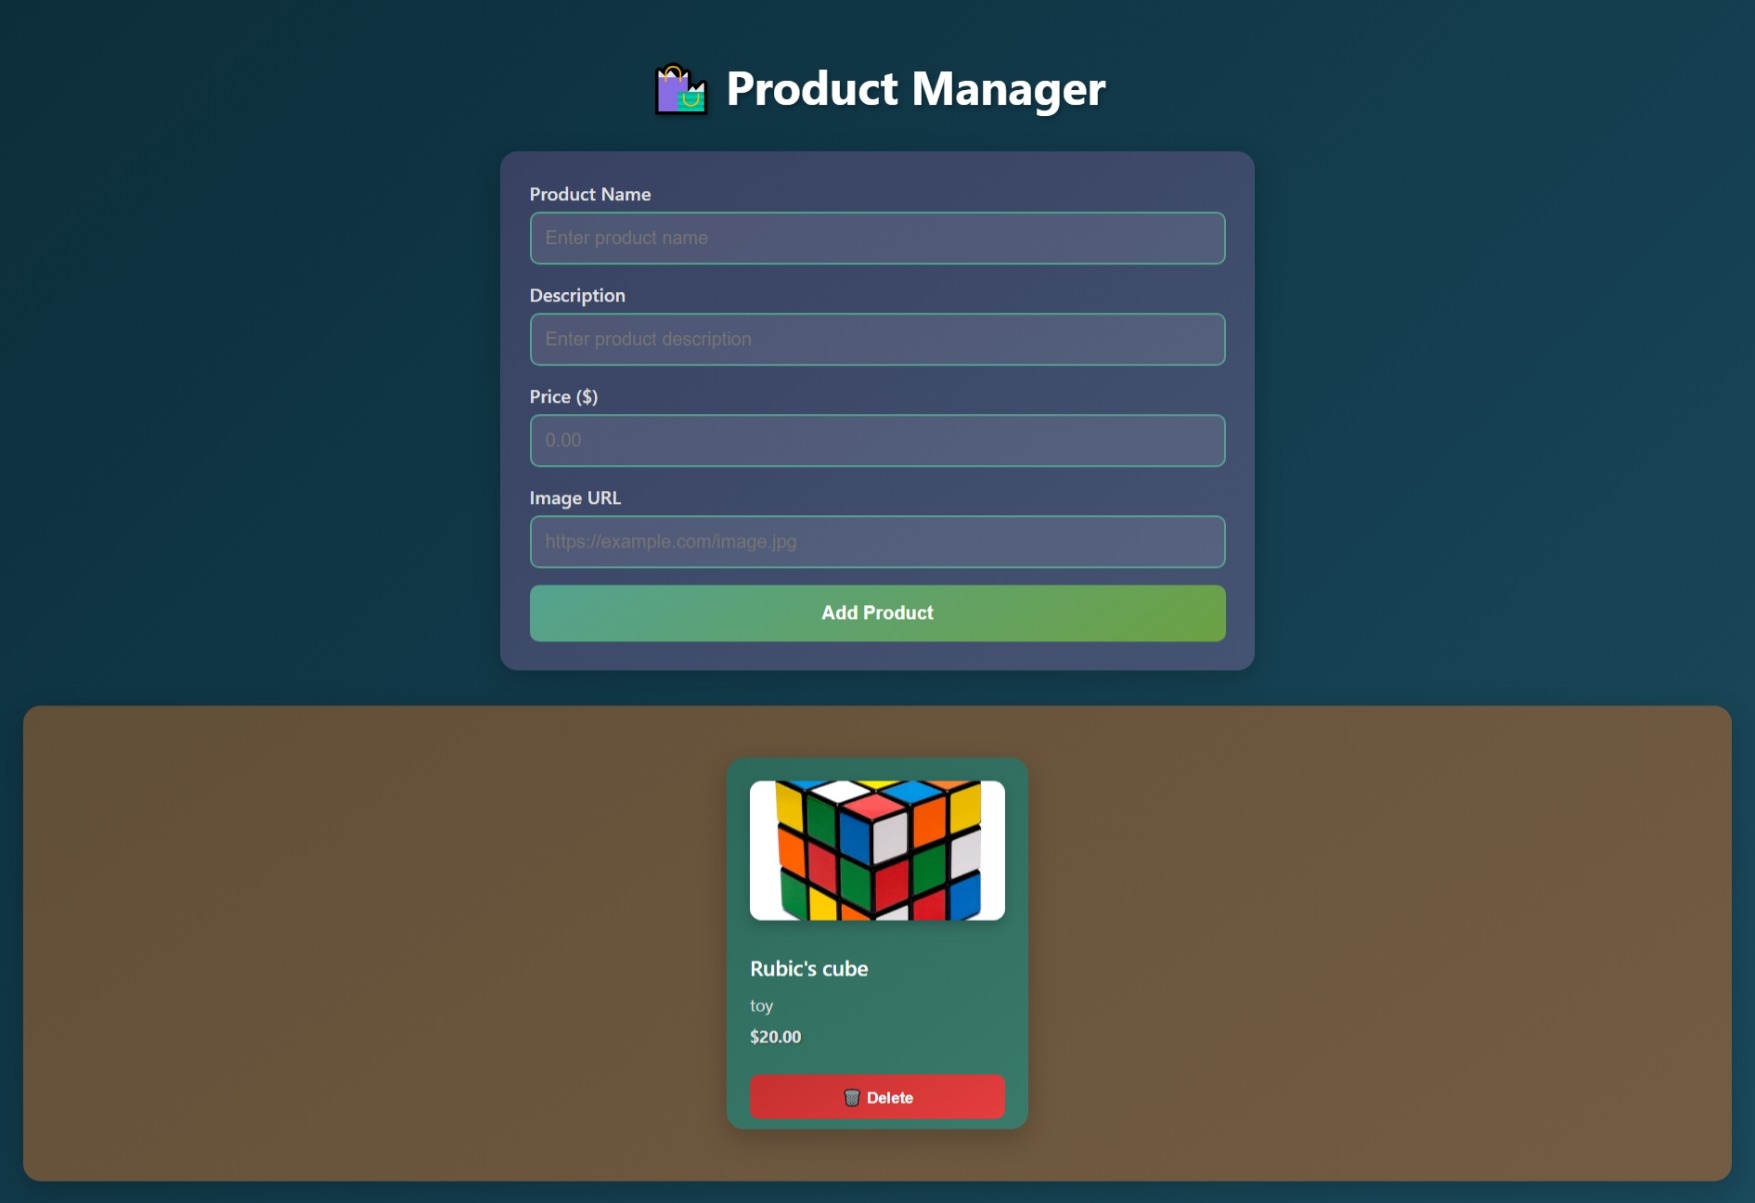 Product Manager
Product Name
Enter product name
Description
Enter product description
Price ($)
0.00
Image URL
https://example.com/image.jpg
Add Product
Rubic's cube
toy
$20.00
Delete